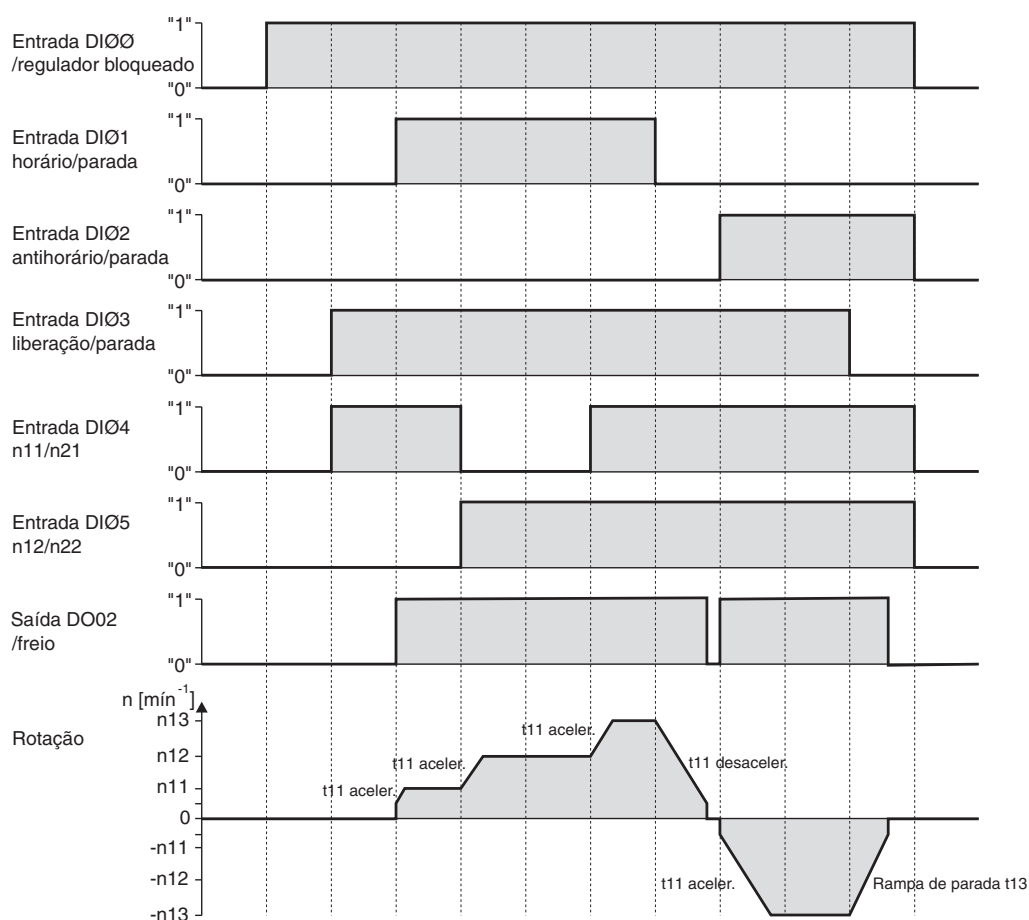 "1"
Entrada DIØØ
/regulador bloqueado
"0"
"1"
Entrada DIØ1
horário/parada
"0"
"1"
Entrada DIØ2
antihorário/parada
"0"
"1"
Entrada DIØ3
liberação/parada
"0"
"1"
Entrada DIØ4
n11/n21
"0"
"1"
Entrada DIØ5
n12/n22
"0"
"1"
Saída DO02
/freio
"0"
n [mín⁻¹]
Rotação
n13
n12
n11
0
-n11
-n12
-n13
t11 aceler.
t11 aceler.
t11 aceler.
t11 desaceler.
t11 aceler.
Rampa de parada t13